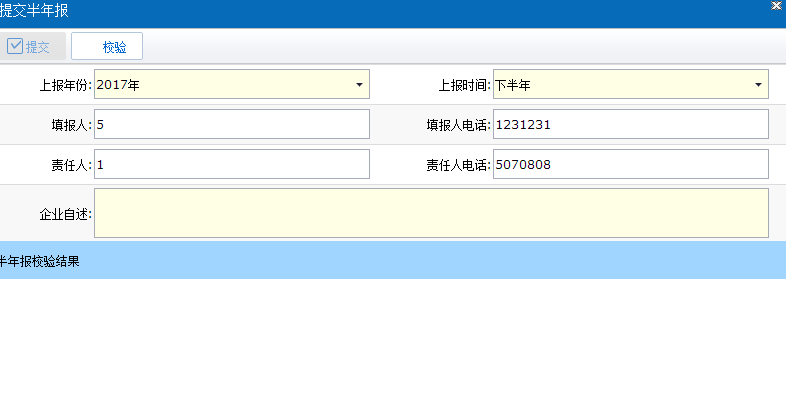 提交半年报
提交 校验
上报年份: 2017年 上报时间: 下半年
填报人: 5 填报人电话: 1231231
责任人: 1 责任人电话: 5070808
企业自述:
半年报校验结果